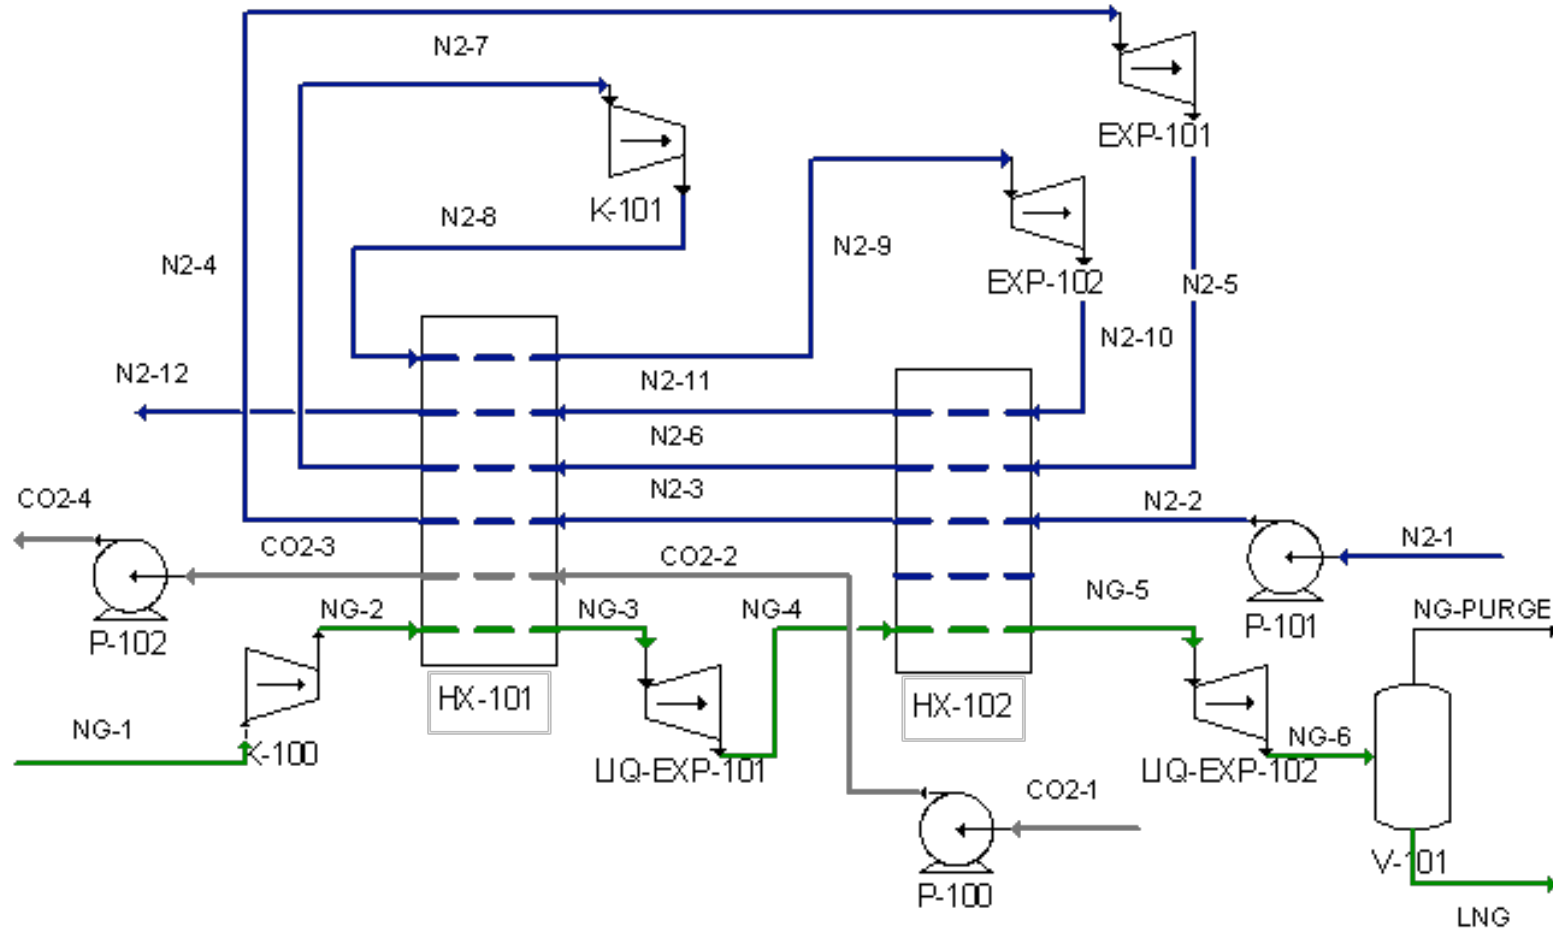 N2-7
EXP-101
K-101
N2-8
N2-9
N2-4
EXP-102
N2-5
N2-10
N2-12
N2-11
N2-6
N2-3
N2-2
CO2-4
CO2-3
CO2-2
N2-1
NG-2
NG-3
NG-4
NG-5
NG-PURGE
P-102
P-101
HX-101
HX-102
NG-1
K-100
LIQ-EXP-101
LIQ-EXP-102
NG-6
CO2-1
V-101
P-100
LNG